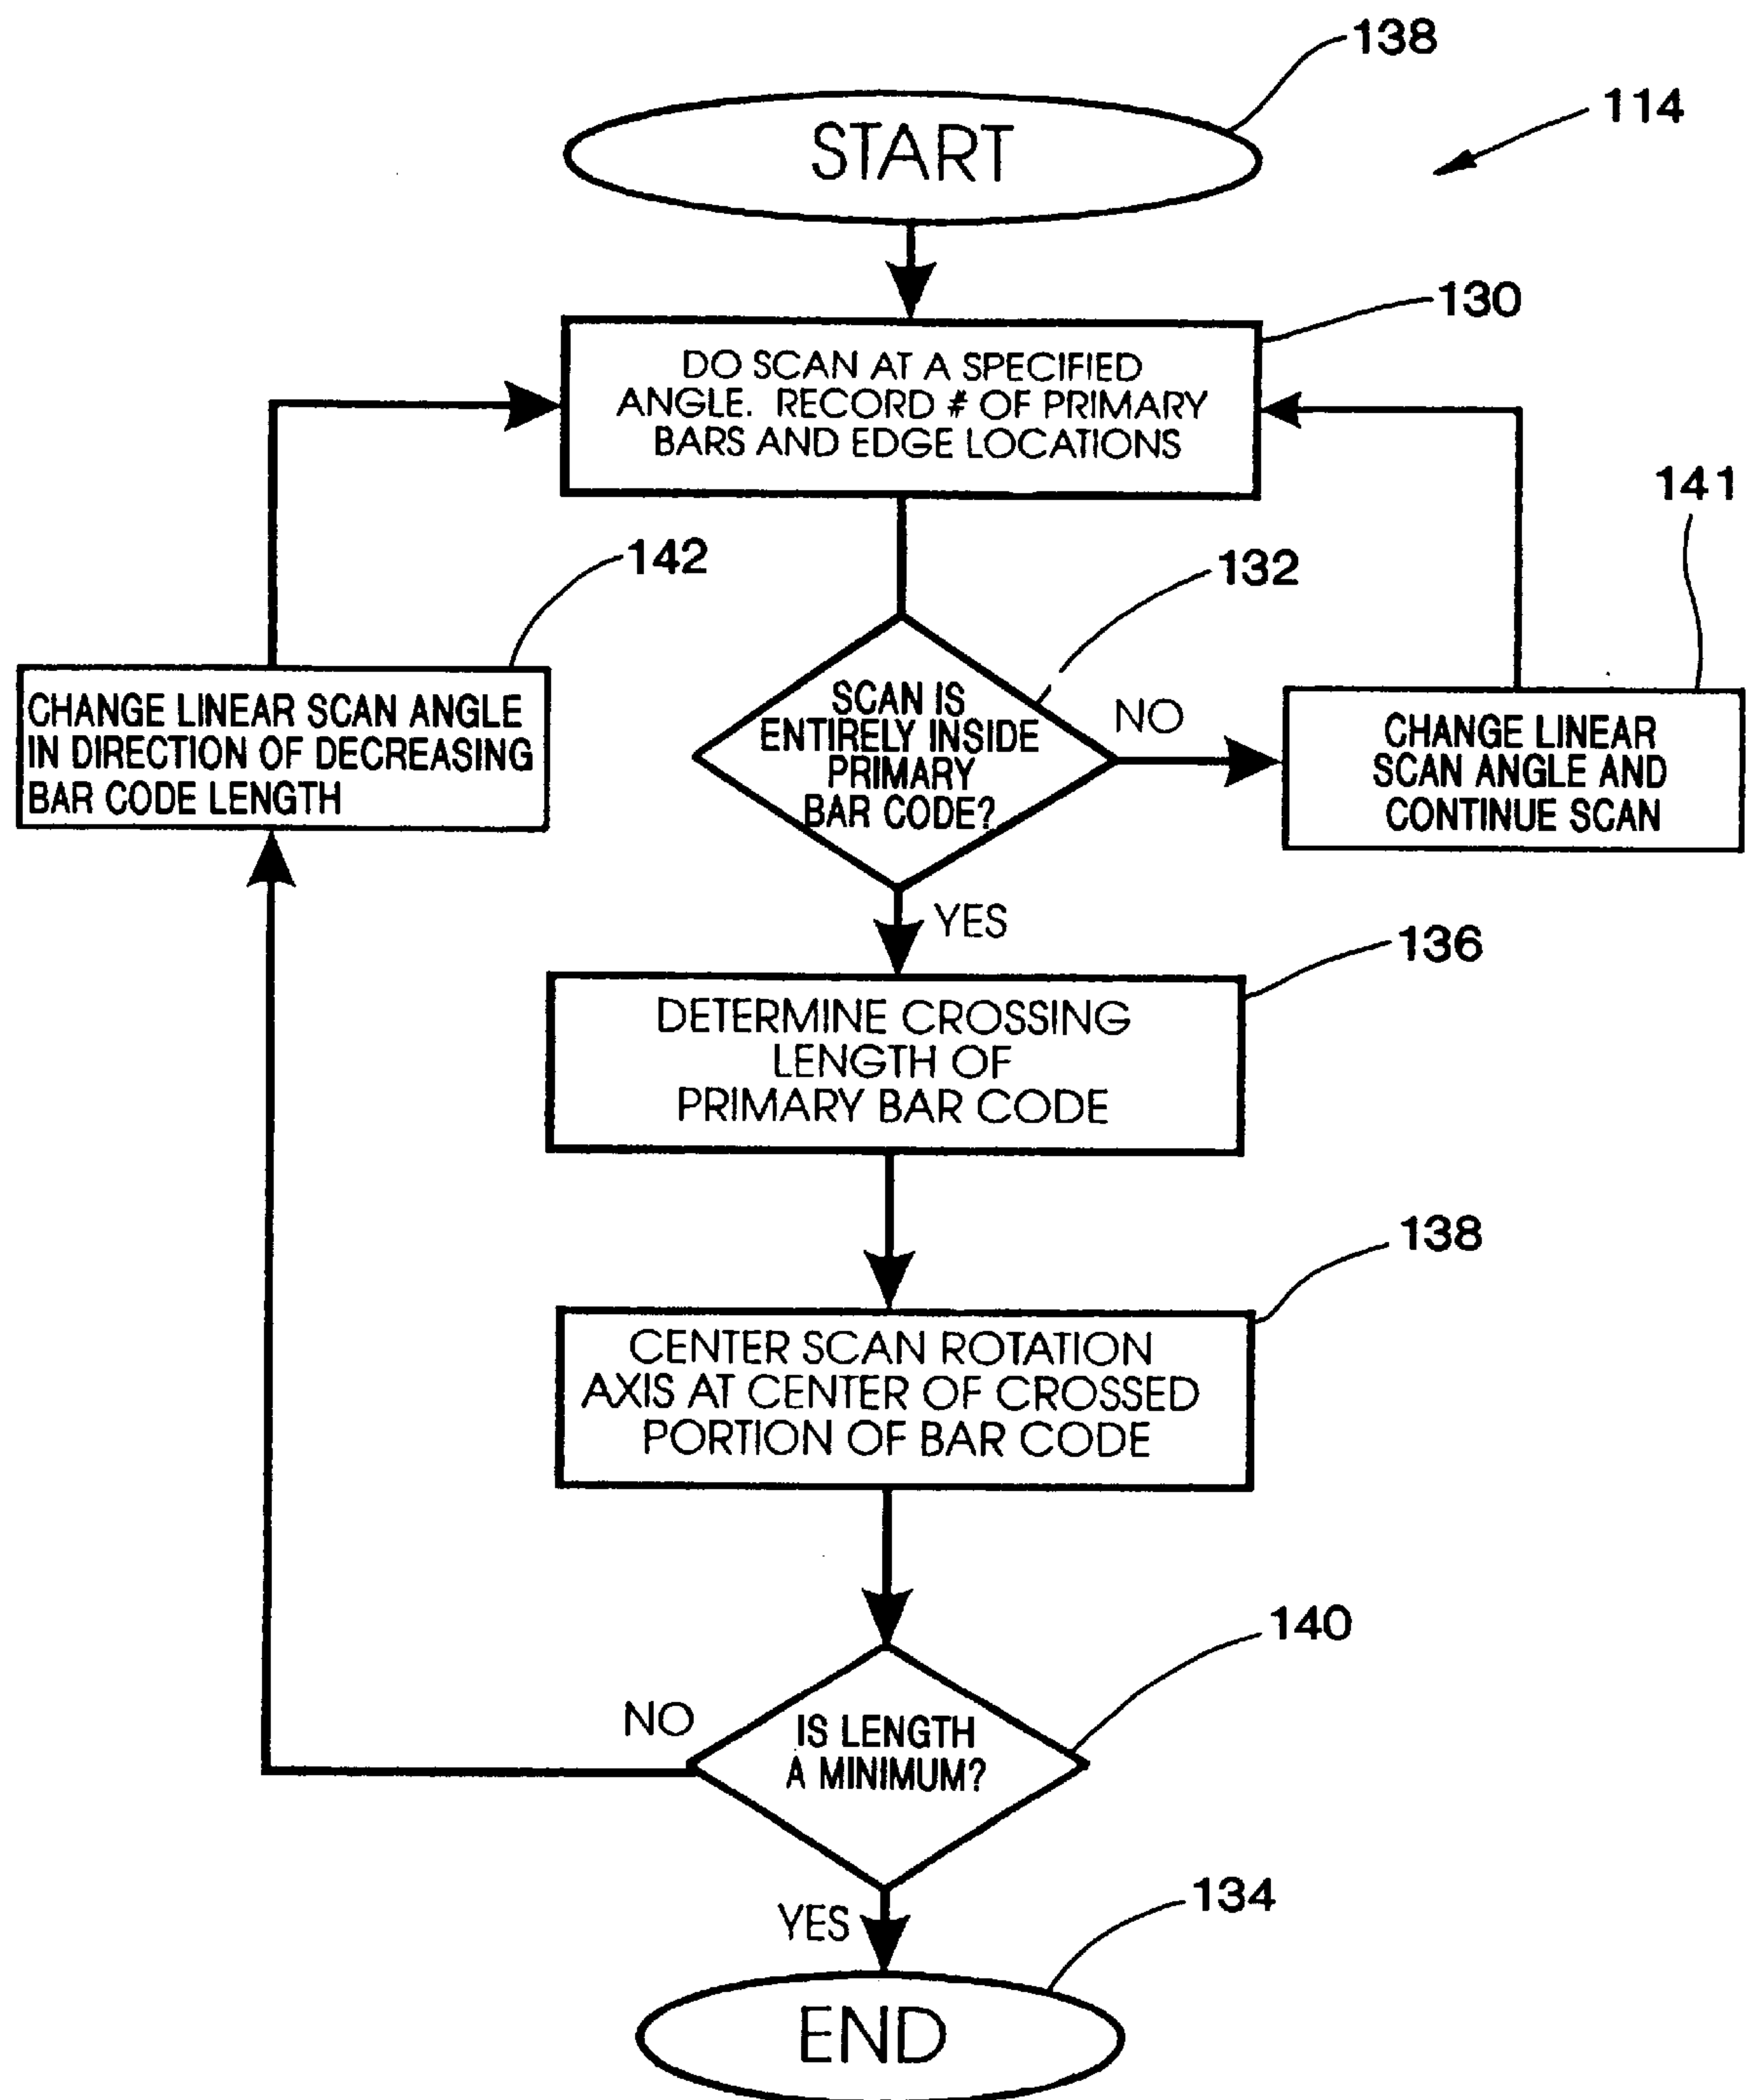 138
START
114
130
DO SCAN AT A SPECIFIED
ANGLE. RECORD # OF PRIMARY
BARS AND EDGE LOCATIONS
141
142
132
CHANGE LINEAR SCAN ANGLE
IN DIRECTION OF DECREASING
BAR CODE LENGTH
SCAN IS
ENTIRELY INSIDE
PRIMARY
BAR CODE?
NO
CHANGE LINEAR
SCAN ANGLE AND
CONTINUE SCAN
YES
136
DETERMINE CROSSING
LENGTH OF
PRIMARY BAR CODE
138
CENTER SCAN ROTATION
AXIS AT CENTER OF CROSSED
PORTION OF BAR CODE
140
NO
IS LENGTH
A MINIMUM?
YES
134
END